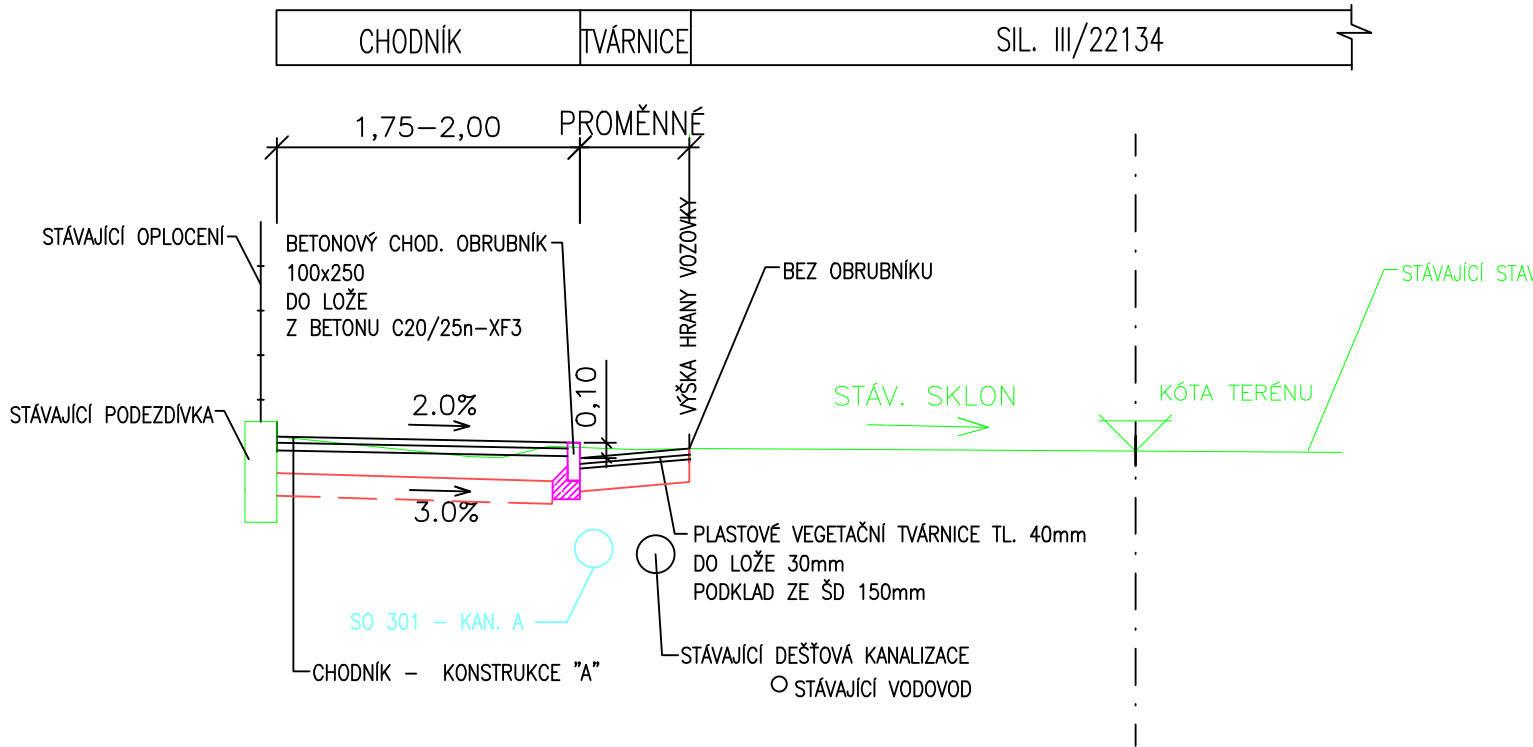 CHODNÍK
TVÁRNICE
SIL. III/22134
1,75–2,00
PROMĚNNÉ
STÁVAJÍCÍ OPLOCENÍ
BETONOVÝ CHOD. OBRUBNÍK
100x250
DO LOŽE
Z BETONU C20/25n–XF3
VÝŠKA HRANY VOZOVKY
BEZ OBRUBNÍKU
STÁVAJÍCÍ STAV
0,10
STÁVAJÍCÍ PODEZDÍVKA
2.0%
STÁV. SKLON
KÓTA TERÉNU
3.0%
PLASTOVÉ VEGETAČNÍ TVÁRNICE TL. 40mm
DO LOŽE 30mm
PODKLAD ZE ŠD 150mm
SO 301 – KAN. A
STÁVAJÍCÍ DEŠŤOVÁ KANALIZACE
CHODNÍK – KONSTRUKCE "A"
STÁVAJÍCÍ VODOVOD